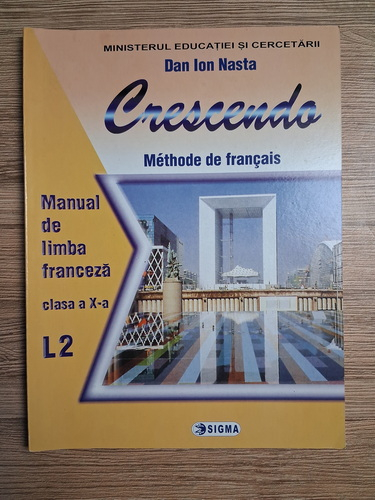 MINISTERUL EDUCAȚIEI ȘI CERCETĂRII
Dan Ion Nasta
Crescendo
Méthode de français
Manual
de
limba
franceză
clasa a X-a
L2
SIGMA